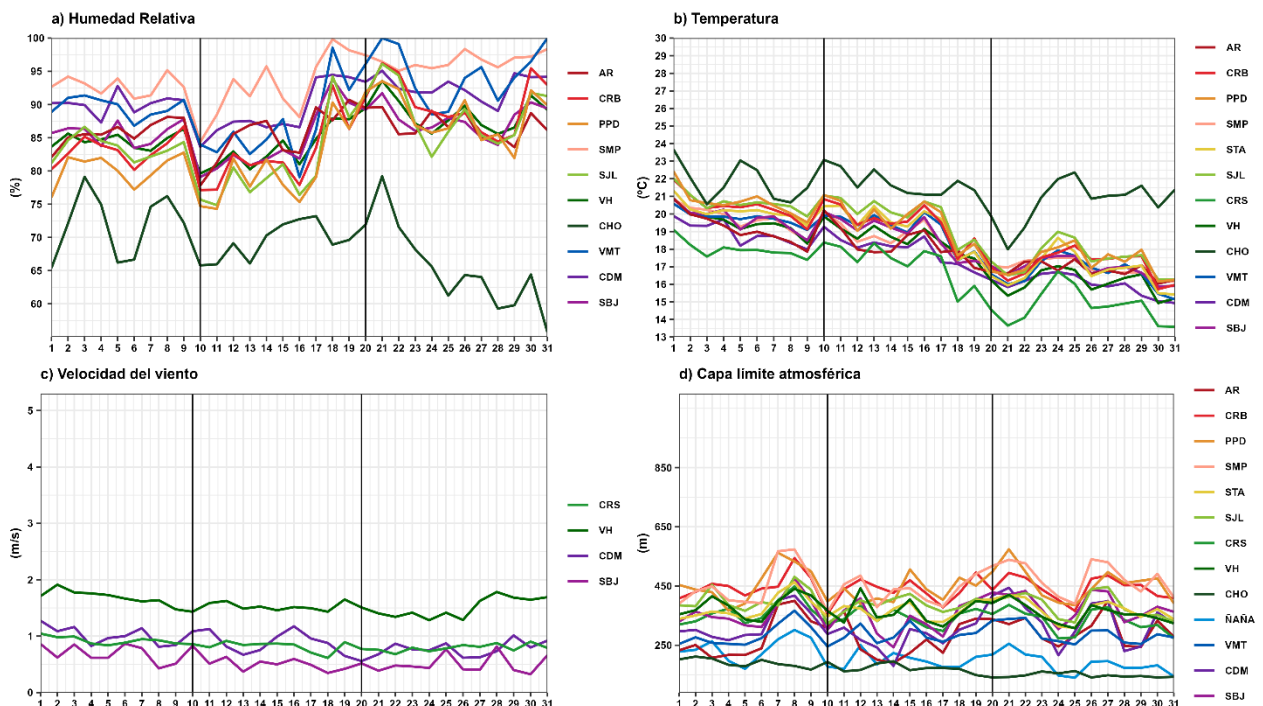 a) Humedad Relativa
100
95
90
85
80
75
70
65
60
(%)
1 2 3 4 5 6 7 8 9 10 11 12 13 14 15 16 17 18 19 20 21 22 23 24 25 26 27 28 29 30 31
AR
CRB
PPD
SMP
SJL
VH
CHO
VMT
CDM
SBJ
b) Temperatura
30
29
28
27
26
25
24
23
22
21
20
19
18
17
16
15
14
13
(ºC)
1 2 3 4 5 6 7 8 9 10 11 12 13 14 15 16 17 18 19 20 21 22 23 24 25 26 27 28 29 30 31
AR
CRB
PPD
SMP
STA
SJL
CRS
VH
CHO
VMT
CDM
SBJ
c) Velocidad del viento
5
4
3
2
1
0
(m/s)
1 2 3 4 5 6 7 8 9 10 11 12 13 14 15 16 17 18 19 20 21 22 23 24 25 26 27 28 29 30 31
CRS
VH
CDM
SBJ
d) Capa limite atmosférica
850
650
450
250
(m)
1 2 3 4 5 6 7 8 9 10 11 12 13 14 15 16 17 18 19 20 21 22 23 24 25 26 27 28 29 30 31
AR
CRB
PPD
SMP
STA
SJL
CRS
VH
CHO
ÑAÑA
VMT
CDM
SBJ